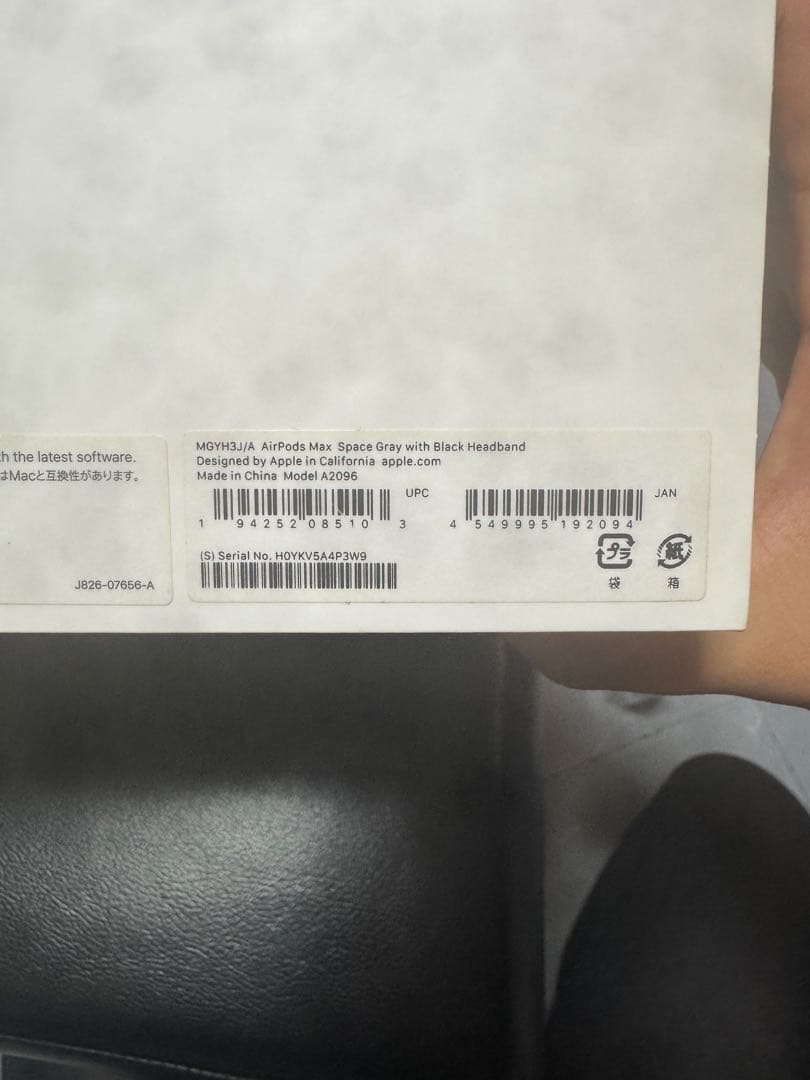 th the latest software.
はMacと互換性があります。
J826-07656-A
MGYH3J/A AirPods Max Space Gray with Black Headband
Designed by Apple in California apple.com
Made in China Model A2096
UPC
1 94252 08510 3
JAN
4 549995 192094
(S) Serial No. H0YKV5A4P3W9
プラ
袋
紙
箱